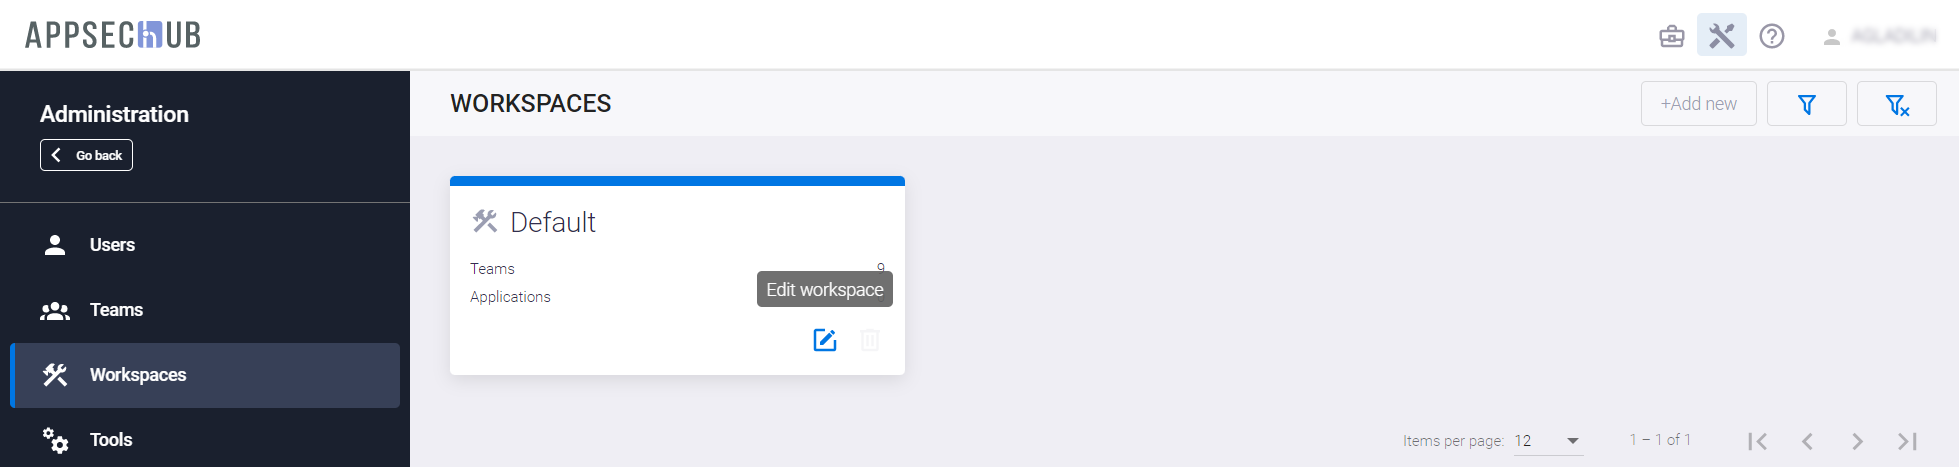 APPSECHUB
Administration
Go back
Users
Teams
Workspaces
Tools
WORKSPACES
+Add new
Default
Teams 9
Applications
Edit workspace
Items per page: 12
1 – 1 of 1